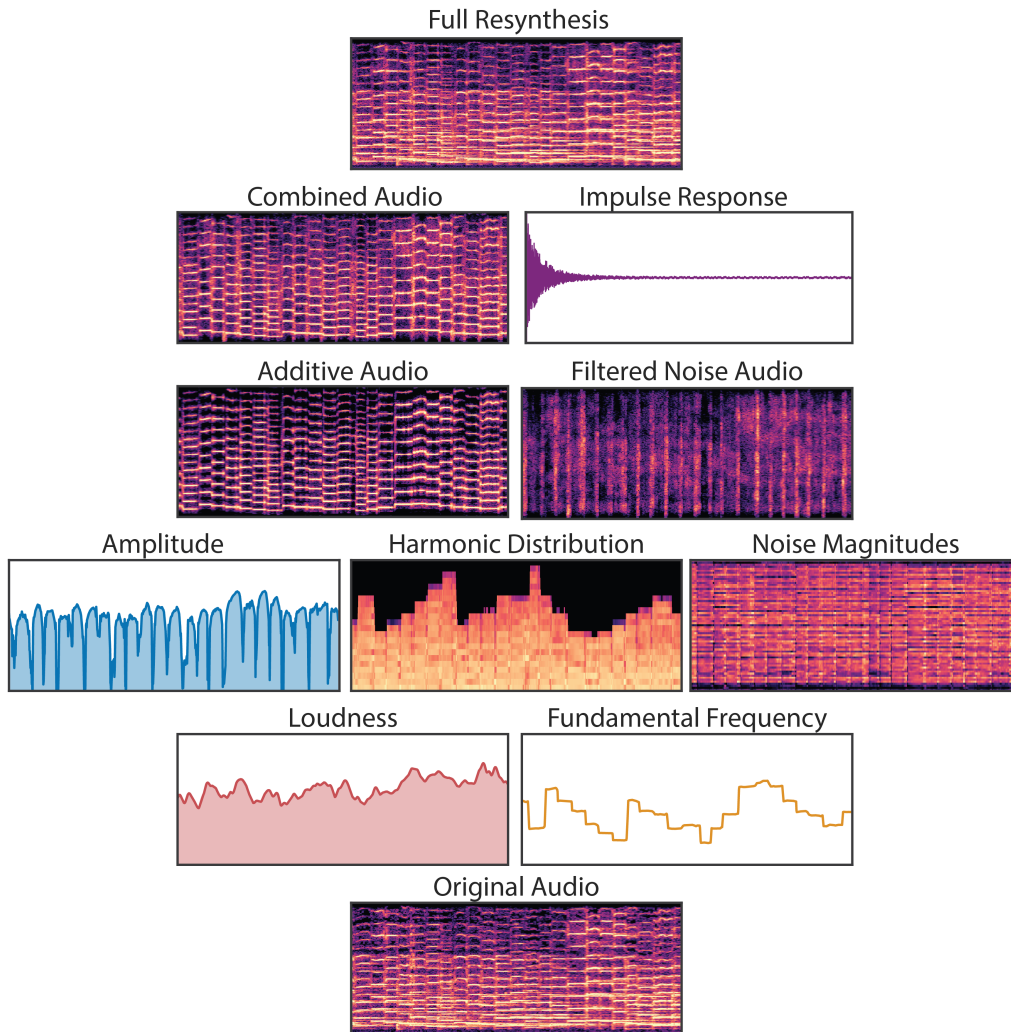 Full Resynthesis
Combined Audio
Impulse Response
Additive Audio
Filtered Noise Audio
Amplitude
Harmonic Distribution
Noise Magnitudes
Loudness
Fundamental Frequency
Original Audio